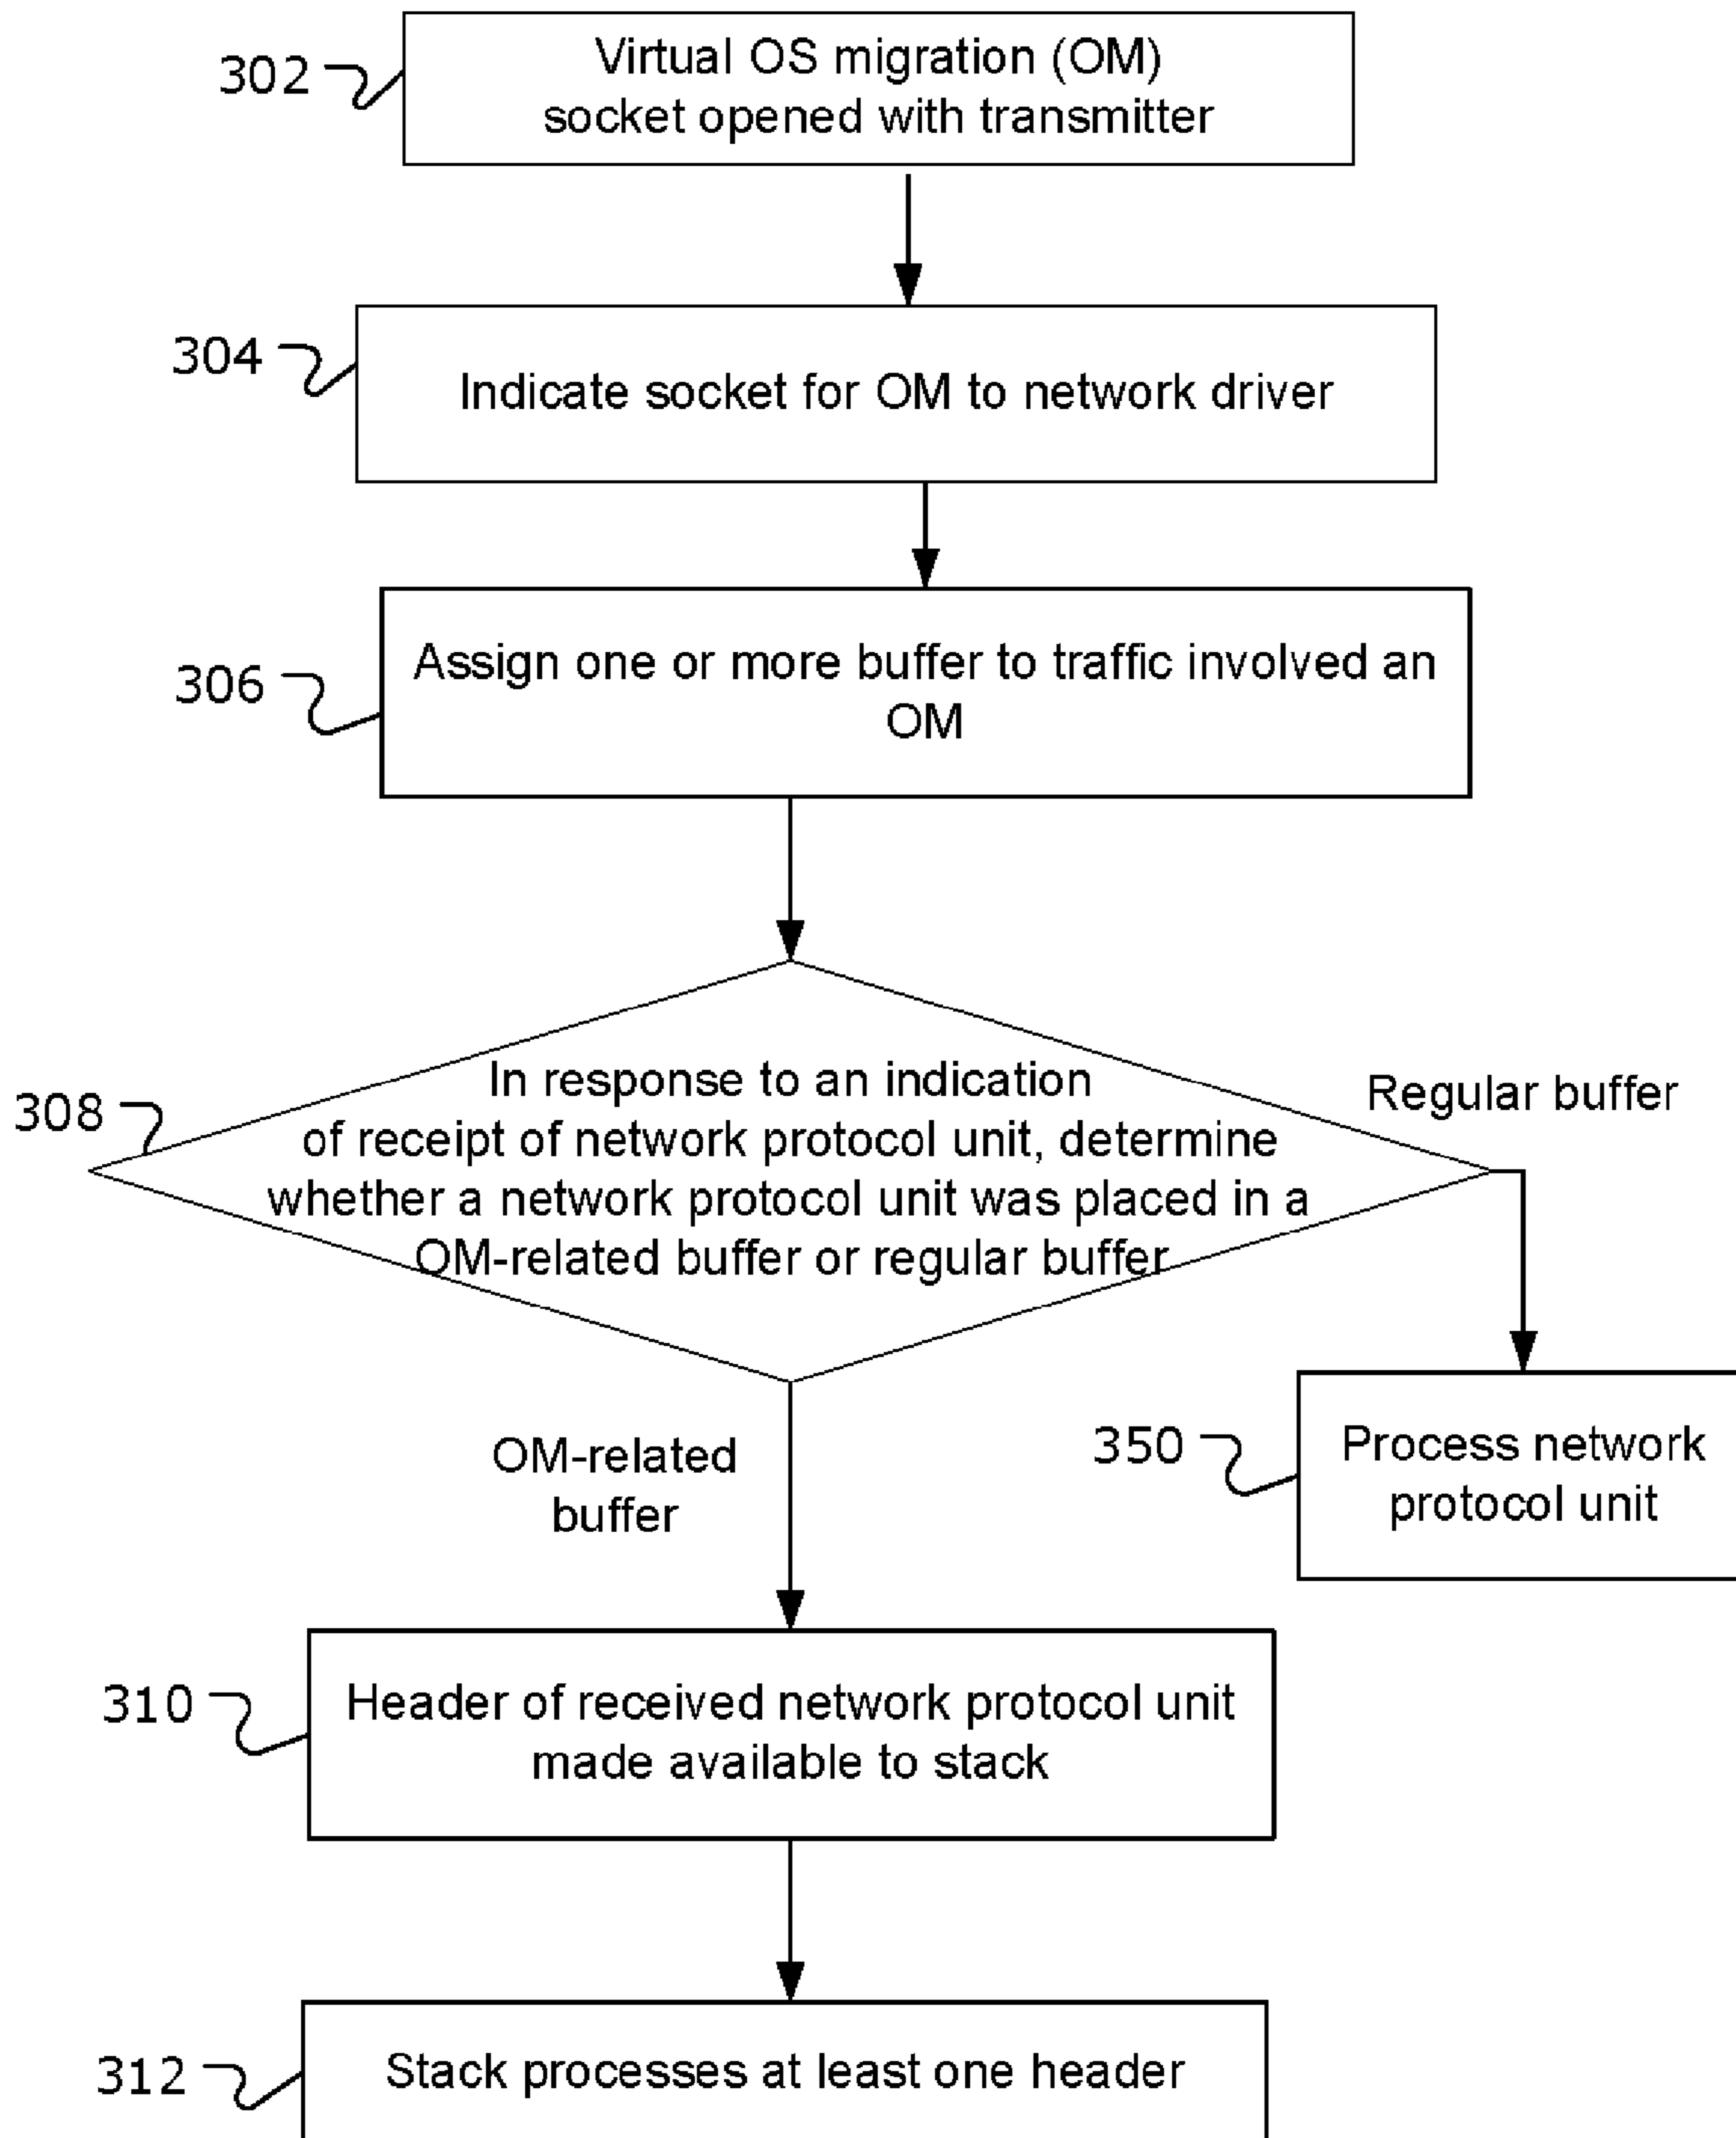 302
Virtual OS migration (OM)
socket opened with transmitter
304
Indicate socket for OM to network driver
306
Assign one or more buffer to traffic involved an
OM
308
In response to an indication
of receipt of network protocol unit, determine
whether a network protocol unit was placed in a
OM-related buffer or regular buffer
Regular buffer
350
Process network
protocol unit
OM-related
buffer
310
Header of received network protocol unit
made available to stack
312
Stack processes at least one header